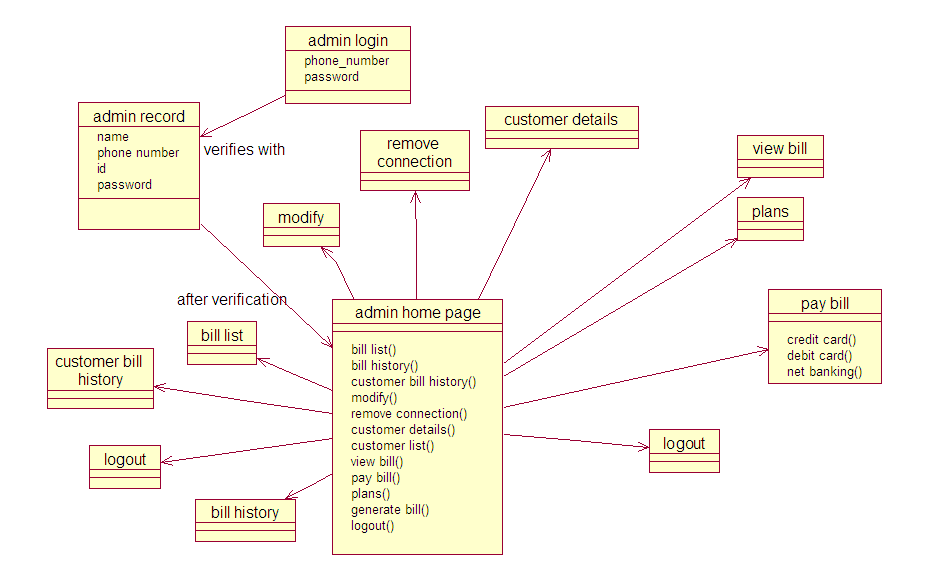 admin login
phone_number
password
admin record
name
phone number
id
password
verifies with
remove
connection
customer details
view bill
plans
modify
after verification
admin home page
bill list()
bill history()
customer bill history()
modify()
remove connection()
customer details()
customer list()
view bill()
pay bill()
plans()
generate bill()
logout()
pay bill
credit card()
debit card()
net banking()
bill list
customer bill
history
logout
bill history
logout